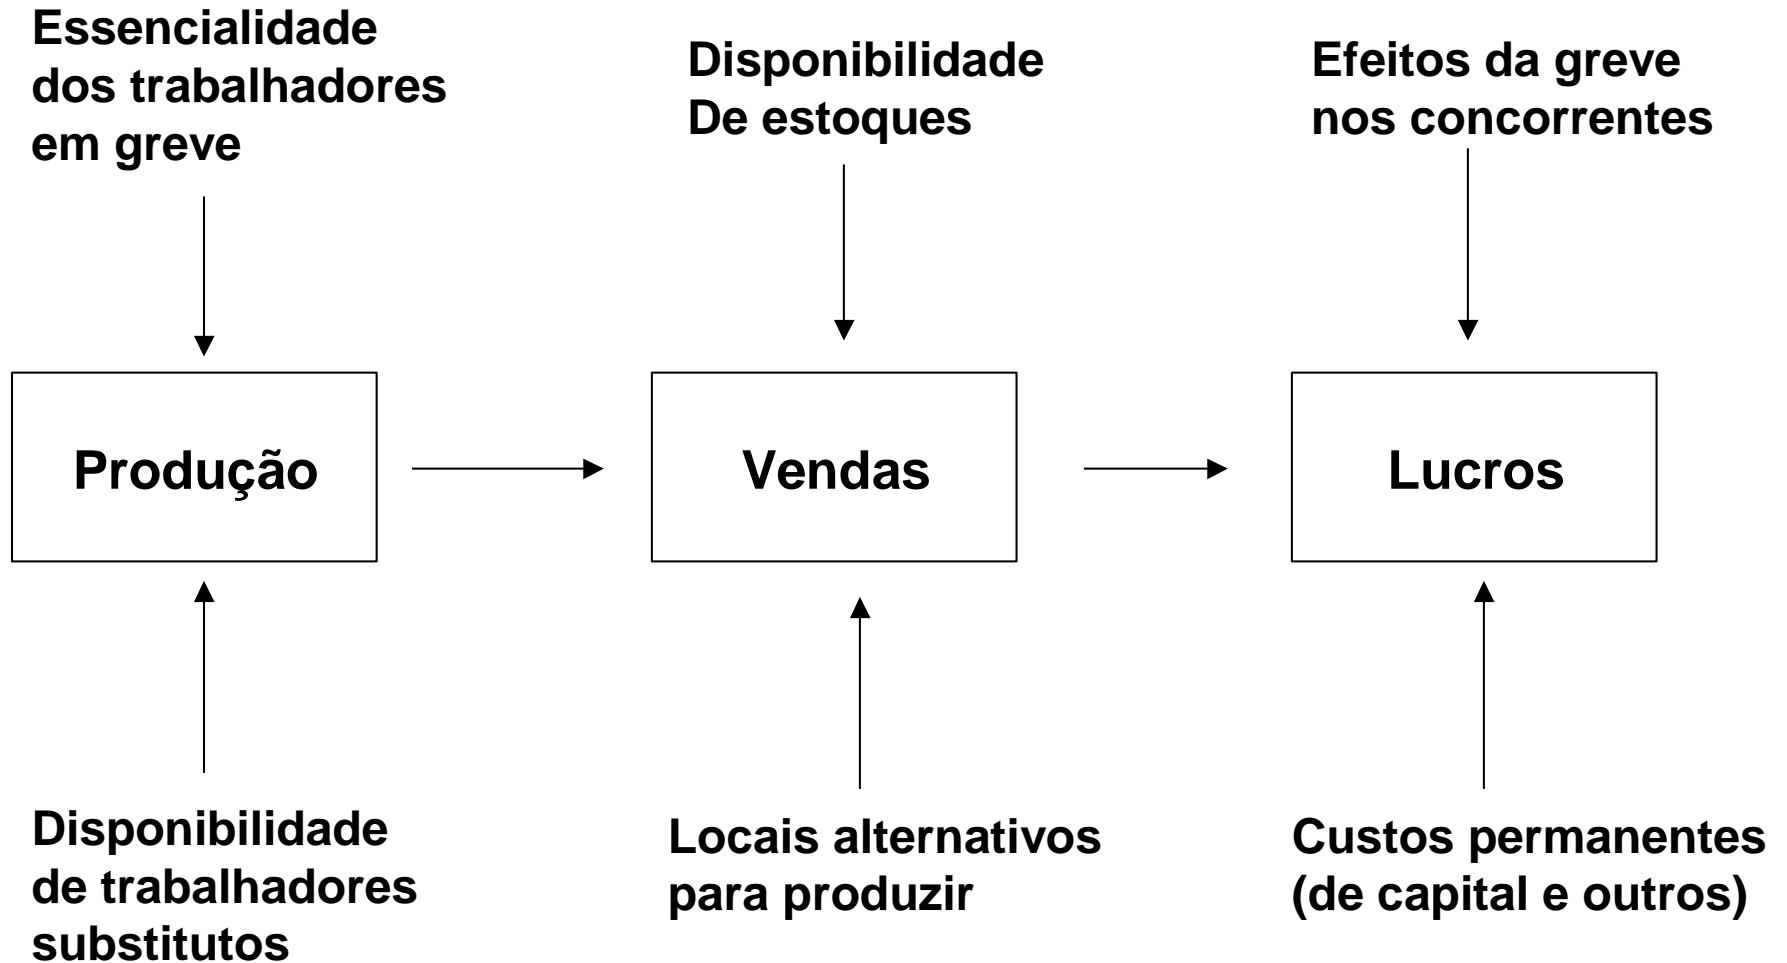 Essencialidade
dos trabalhadores
em greve
Disponibilidade
De estoques
Efeitos da greve
nos concorrentes
Produção
Vendas
Lucros
Disponibilidade
de trabalhadores
substitutos
Locais alternativos
para produzir
Custos permanentes
(de capital e outros)